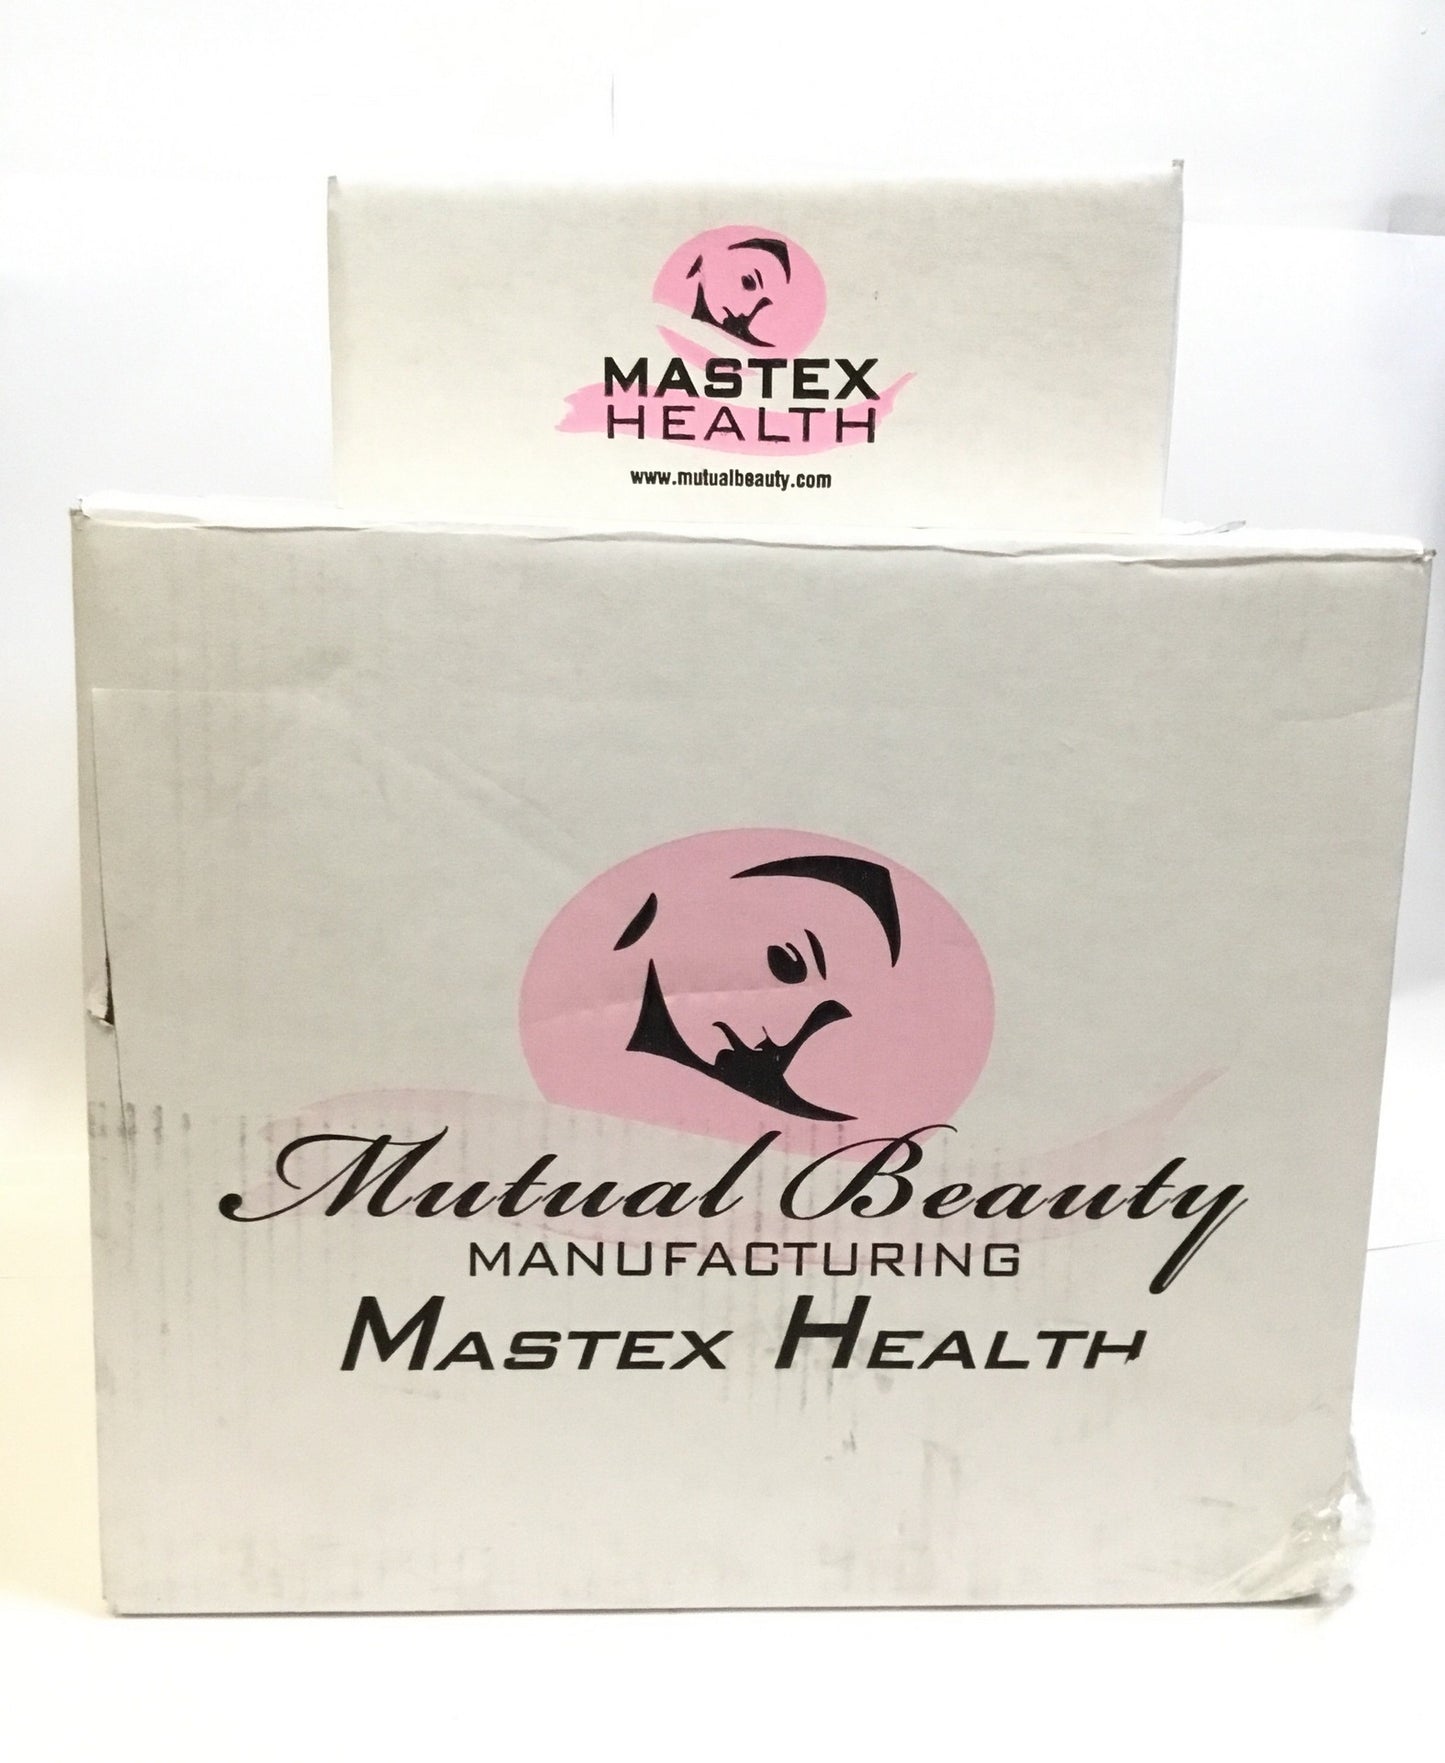 MASTEX
HEALTH
www.mutualbeauty.com
Mutual Beauty
MANUFACTURING
MASTEX HEALTH